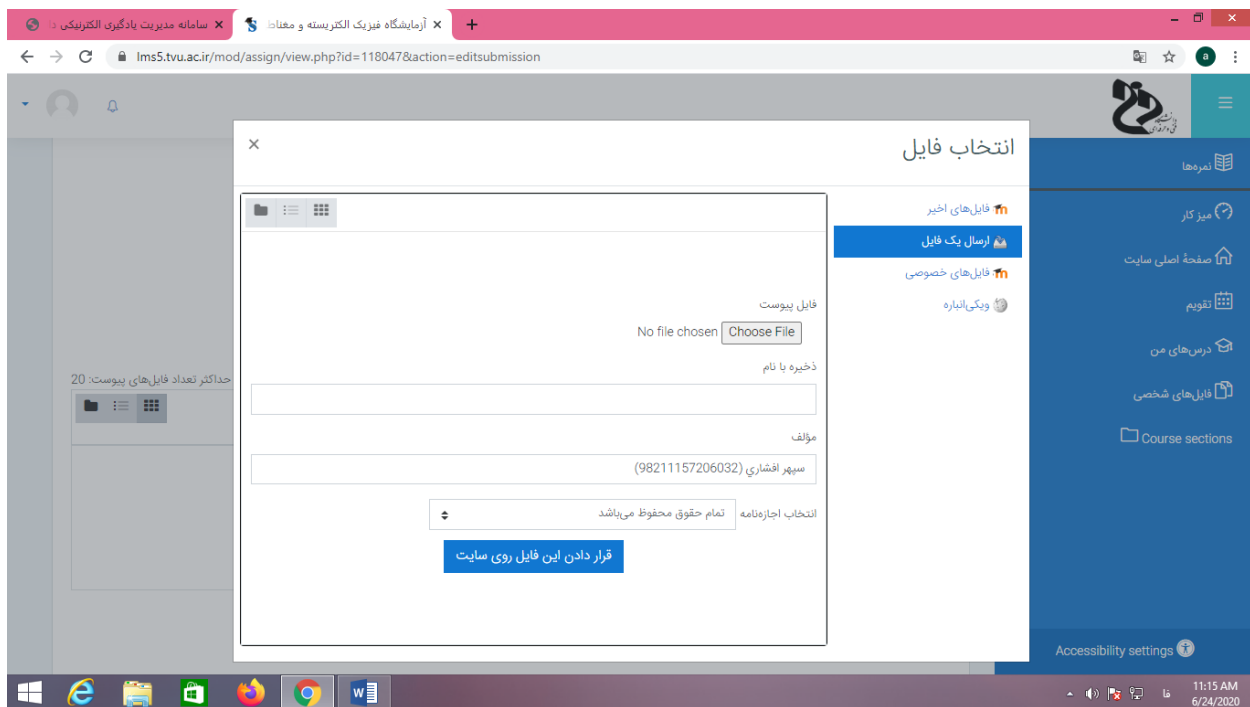 سامانه مدیریت یادگیری الکترونیکی دا
آزمایشگاه فیزیک الکتریسته و مغناط
lms5.tvu.ac.ir/mod/assign/view.php?id=118047&action=editsubmission
a
انتخاب فایل
فایل‌های اخیر
ارسال یک فایل
فایل‌های خصوصی
ویکی‌انباره
فایل پیوست
Choose File No file chosen
ذخیره با نام
مؤلف
سپهر افشاري (98211157206032)
انتخاب اجازه‌نامه
تمام حقوق محفوظ می‌باشد
قرار دادن این فایل روی سایت
حداکثر تعداد فایل‌های پیوست: 20
نمره‌ها
میز کار
صفحهٔ اصلی سایت
تقویم
درس‌های من
فایل‌های شخصی
Course sections
Accessibility settings
فا
11:15 AM
6/24/2020